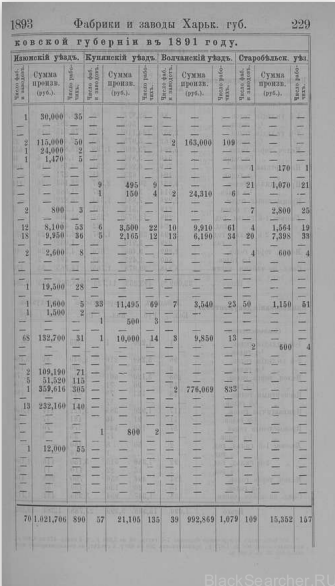 1893 Фабрики и заводы Харьк. губ. 229
ковской губерніи въ 1891 году.
Изюмскій уѣздъ. Купянскій уѣздъ. Волчанскій уѣздъ. Старобѣльск. уѣз.
Число фаб. и заводовъ. Сумма произв. (руб.). Число рабочихъ. Число фаб. и заводовъ. Сумма произв. (руб.). Число рабочихъ. Число фаб. и заводовъ. Сумма произв. (руб.). Число рабочихъ. Число фаб. и заводовъ. Сумма произв. (руб.). Число рабочихъ.
1 30,000 35 — — — — — — — — —
2 115,000 50 — — — 2 163,000 109 — — —
1 24,000 2 — — — — — — — — —
1 1,470 5 — — — — — — — — —
— — — — — — — — — 1 170 1
— — — 9 495 9 — — — 21 1,070 21
— — — 1 150 4 2 24,310 6 — — —
2 800 3 — — — — — — 7 2,800 25
12 8,100 53 6 3,500 22 10 9,910 61 4 1,564 19
18 9,950 36 5 2,165 12 13 6,190 34 20 7,398 33
2 2,600 8 — — — — — — 4 600 4
1 19,500 28 — — — — — — — — —
1 1,000 5 33 11,495 69 7 3,540 23 50 1,150 51
1 1,500 2 — — — — — — — — —
— — — 1 500 3 — — — — — —
68 132,700 31 1 10,000 14 3 9,850 13 — — —
— — — — — — — — — 2 600 4
2 109,190 71 — — — — — — — — —
5 51,520 115 — — — — — — — — —
1 359,616 305 — — — 2 776,069 833 — — —
13 232,160 140 — — — — — — — — —
— — — 1 800 2 — — — — — —
1 12,000 55 — — — — — — — — —
70 1.021,706 890 57 21,105 135 39 992,869 1,079 109 15,352 157
BlackSearcher.RU